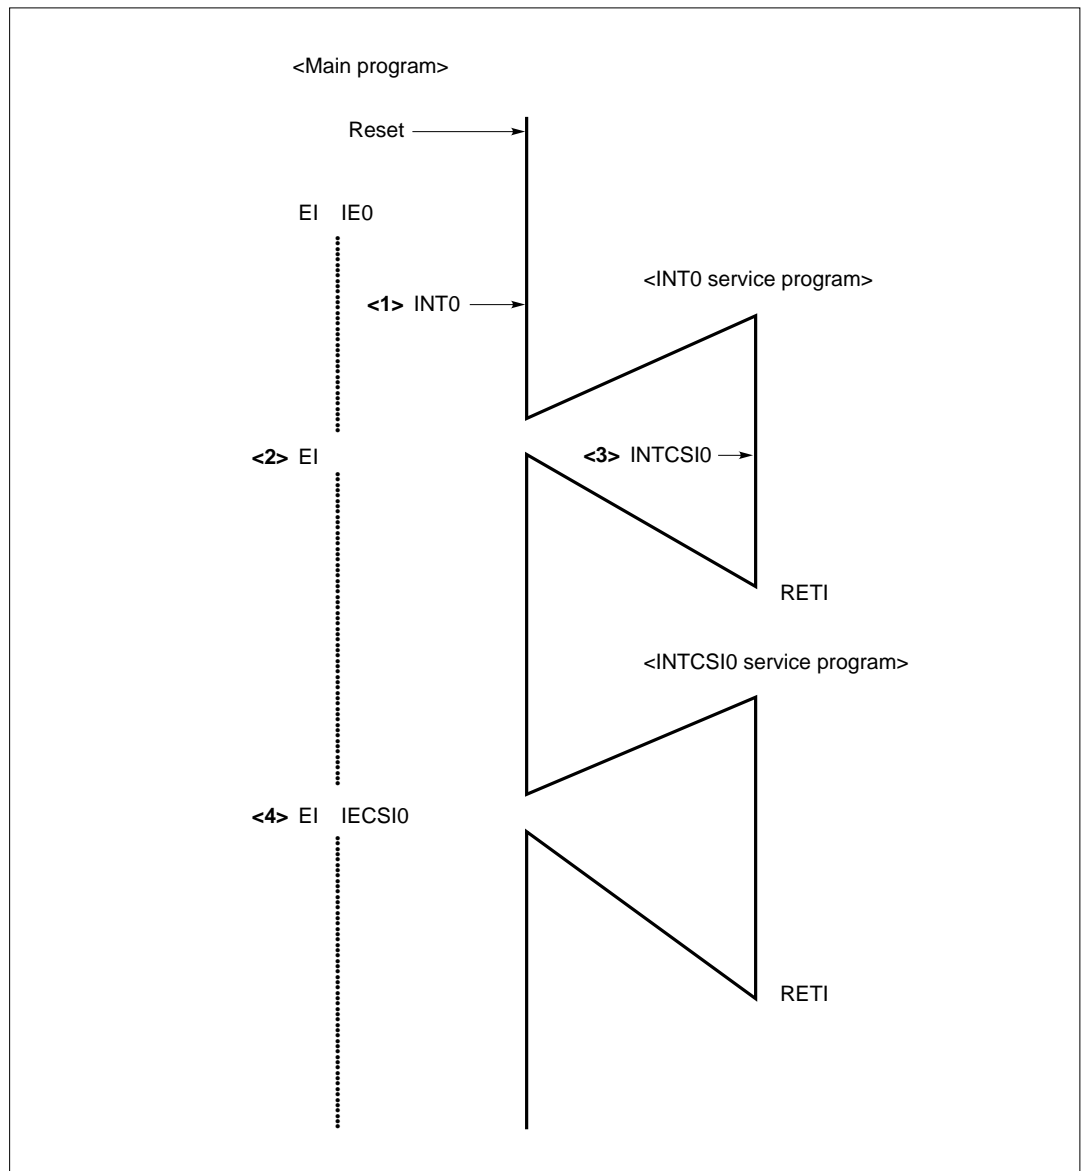 <Main program>
Reset
EI IE0
<INT0 service program>
<1> INT0
<2> EI
<3> INTCSI0
RETI
<INTCSI0 service program>
<4> EI IECSI0
RETI